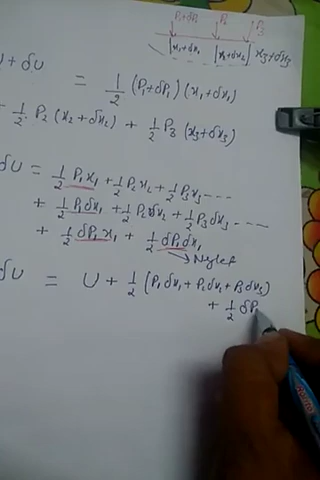 P₁+δP₁ P₂ P₃
x₁+δx₁ x₂+δx₂ x₃+δx₃
U + δU = 1/2 (P₁+δP₁) (x₁+δx₁)
+ 1/2 P₂ (x₂+δx₂) + 1/2 P₃ (x₃+δx₃)
δU = 1/2 P₁x₁ + 1/2 P₂x₂ + 1/2 P₃x₃ ---
+ 1/2 P₁δx₁ + 1/2 P₂δx₂ + 1/2 P₃δx₃ ----
+ 1/2 δP₁x₁ + 1/2 δP₁δx₁
→ Neglect
δU = U + 1/2 (P₁δx₁ + P₂δx₂ + P₃δx₃)
+ 1/2 δP